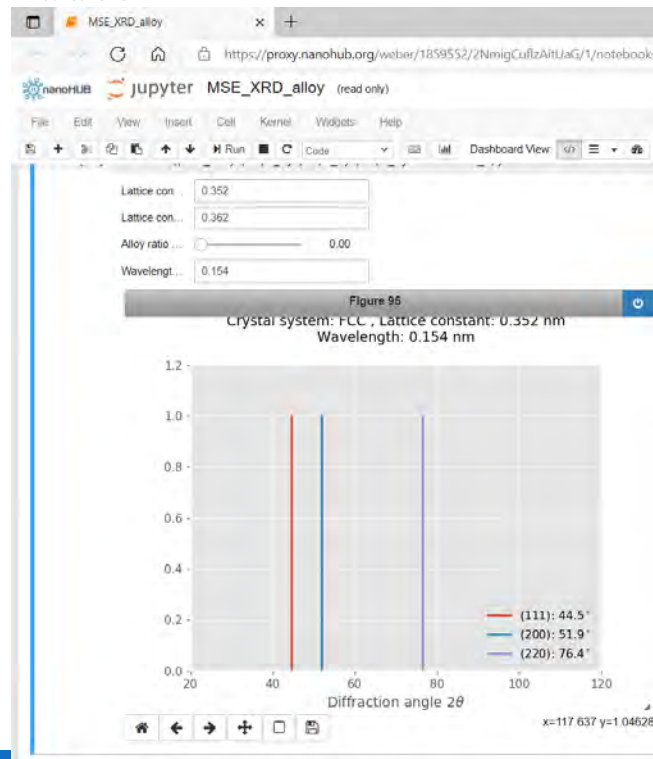 MSE_XRD_alloy
https://proxy.nanohub.org/weber/1859552/2NmigCuflzAitUaG/1/notebook
nanoHUB jupyter MSE_XRD_alloy (read only)
File Edit View Insert Cell Kernel Widgets Help
Run Code Dashboard View
Lattice con... 0.352
Lattice con... 0.362
Alloy ratio ... 0.00
Wavelengt... 0.154
Figure 95
Crystal system: FCC , Lattice constant: 0.352 nm
Wavelength: 0.154 nm
1.2
1.0
0.8
0.6
0.4
0.2
0.0
(111): 44.5°
(200): 51.9°
(220): 76.4°
20 40 60 80 100 120
Diffraction angle 2θ
x=117.637 y=1.04628